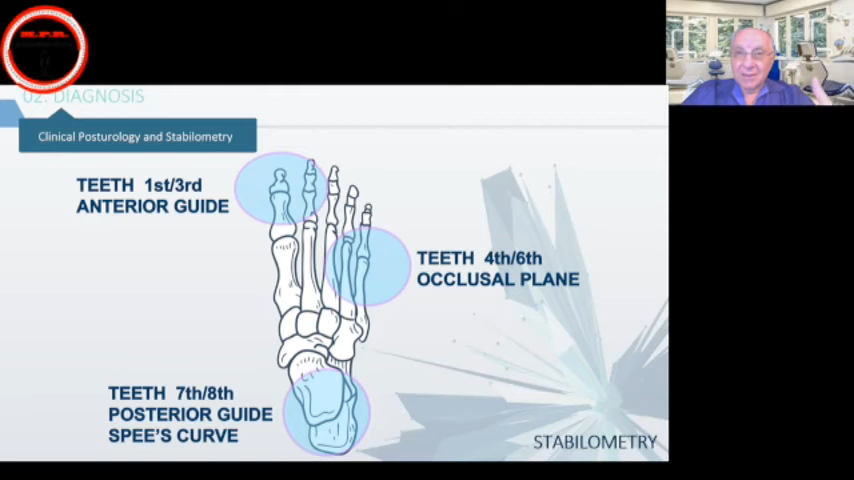 M.F.R.
02. DIAGNOSIS
Clinical Posturology and Stabilometry
TEETH 1st/3rd
ANTERIOR GUIDE
TEETH 4th/6th
OCCLUSAL PLANE
TEETH 7th/8th
POSTERIOR GUIDE
SPEE'S CURVE
STABILOMETRY